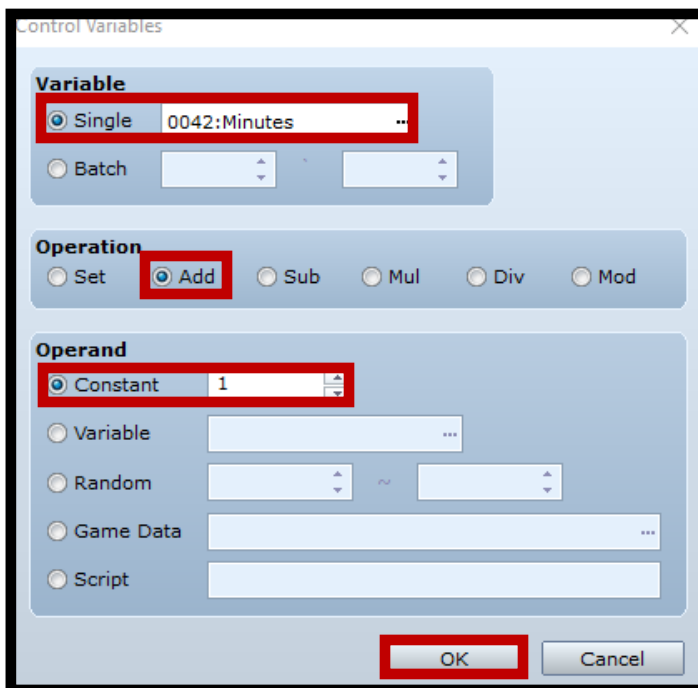 Control Variables
Variable
Single 0042:Minutes ...
Batch
Operation
Set Add Sub Mul Div Mod
Operand
Constant 1
Variable ...
Random ~
Game Data ...
Script
OK Cancel